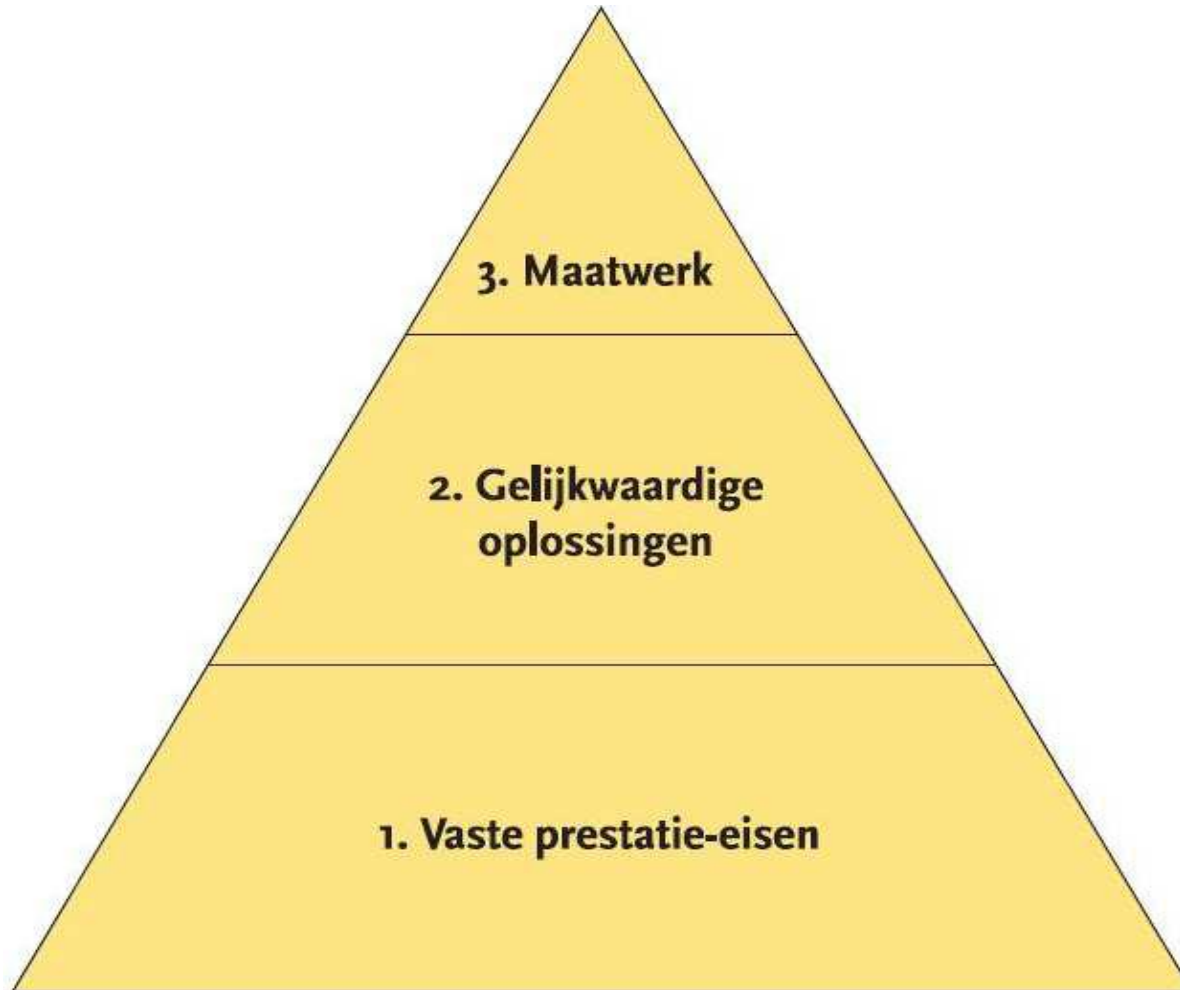 3. Maatwerk
2. Gelijkwaardige
oplossingen
1. Vaste prestatie-eisen